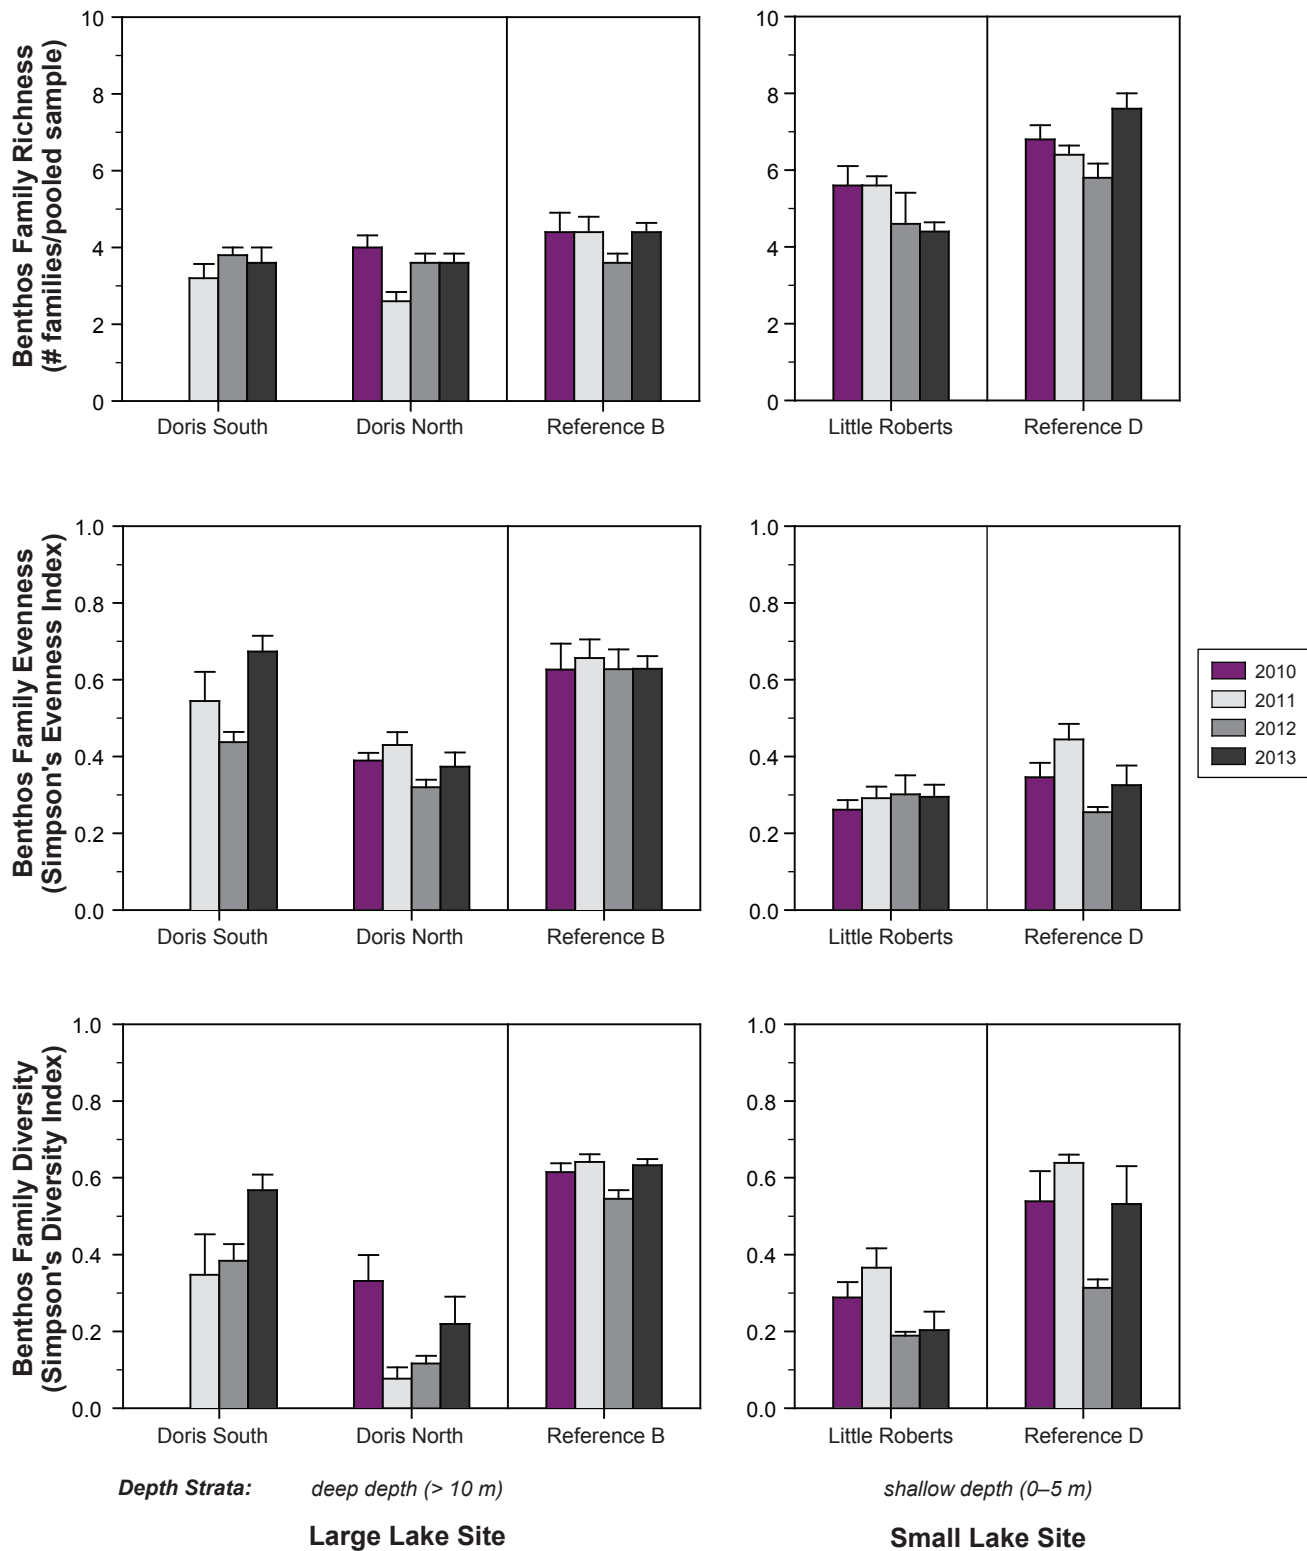 Benthos Family Richness
(# families/pooled sample)
10
8
6
4
2
0
Doris South
Doris North
Reference B
10
8
6
4
2
0
Little Roberts
Reference D
Benthos Family Evenness
(Simpson's Evenness Index)
1.0
0.8
0.6
0.4
0.2
0.0
Doris South
Doris North
Reference B
1.0
0.8
0.6
0.4
0.2
0.0
Little Roberts
Reference D
2010
2011
2012
2013
Benthos Family Diversity
(Simpson's Diversity Index)
1.0
0.8
0.6
0.4
0.2
0.0
Doris South
Doris North
Reference B
1.0
0.8
0.6
0.4
0.2
0.0
Little Roberts
Reference D
Depth Strata:
deep depth (> 10 m)
shallow depth (0–5 m)
Large Lake Site
Small Lake Site